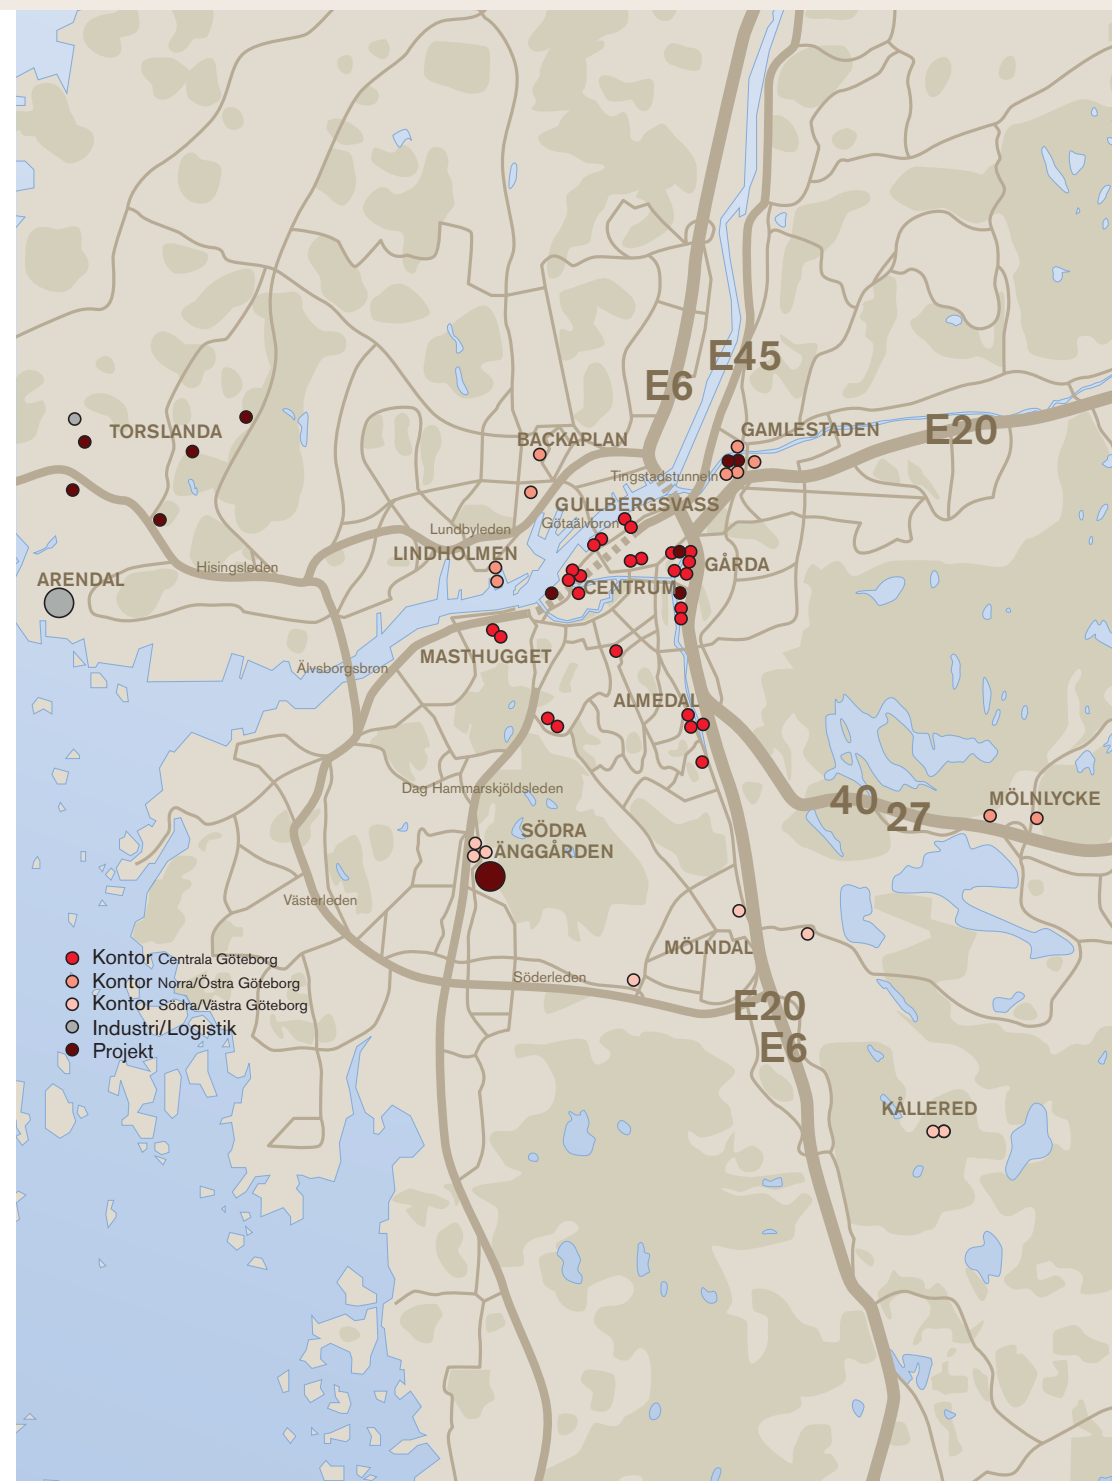 E45
E6
TORSLANDA
BACKAPLAN
GAMLESTADEN
E20
Tingstadstunneln
GULLBERGSVASS
Götaälvbron
Lundbyleden
LINDHOLMEN
Hisingsleden
GÅRDA
ARENDAL
CENTRUM
MASTHUGGET
Älvsborgsbron
ALMEDAL
Dag Hammarskjöldsleden
40
27
MÖLNLYCKE
SÖDRA
ÄNGGÅRDEN
Västerleden
MÖLNDAL
Söderleden
Kontor Centrala Göteborg
Kontor Norra/Östra Göteborg
Kontor Södra/Västra Göteborg
Industri/Logistik
Projekt
E20
E6
KÅLLERED